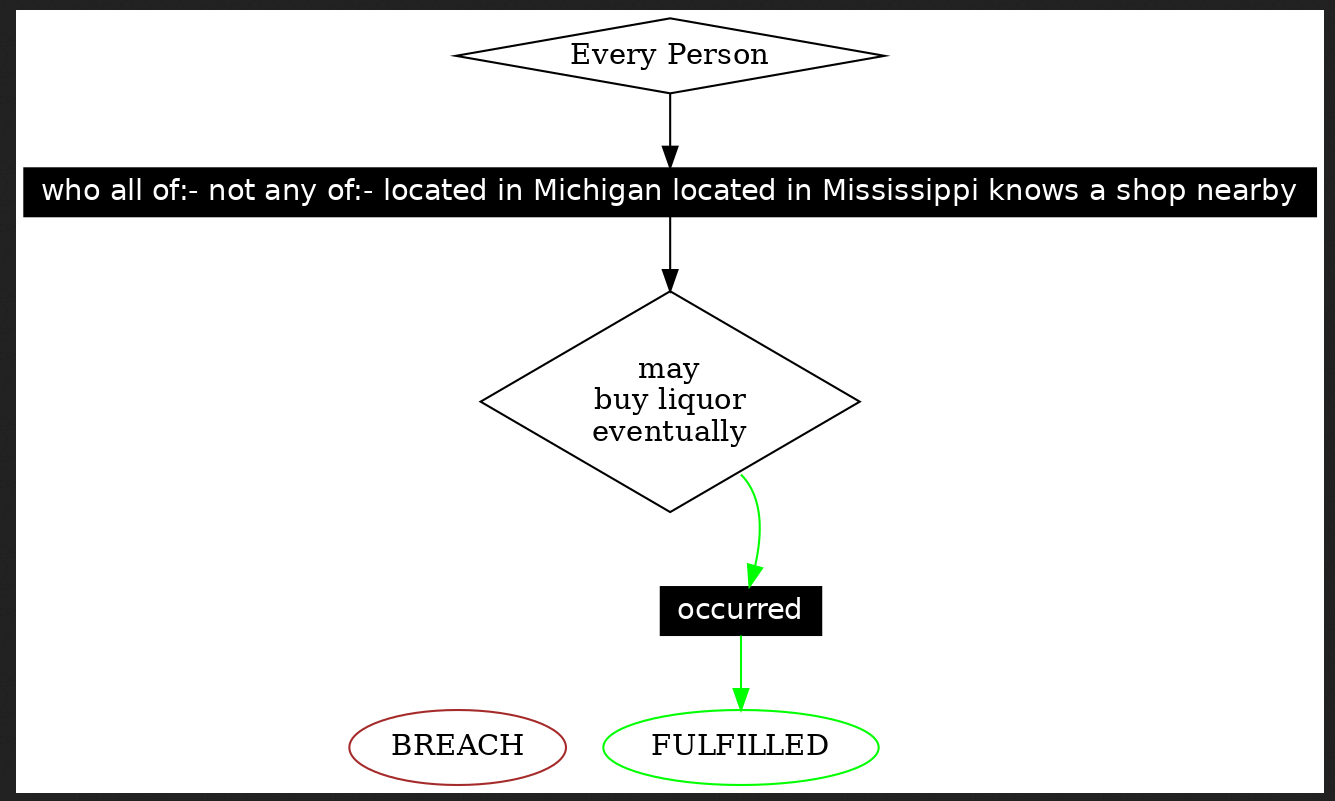 Every Person
who all of:- not any of:- located in Michigan located in Mississippi knows a shop nearby
may
buy liquor
eventually
occurred
BREACH
FULFILLED